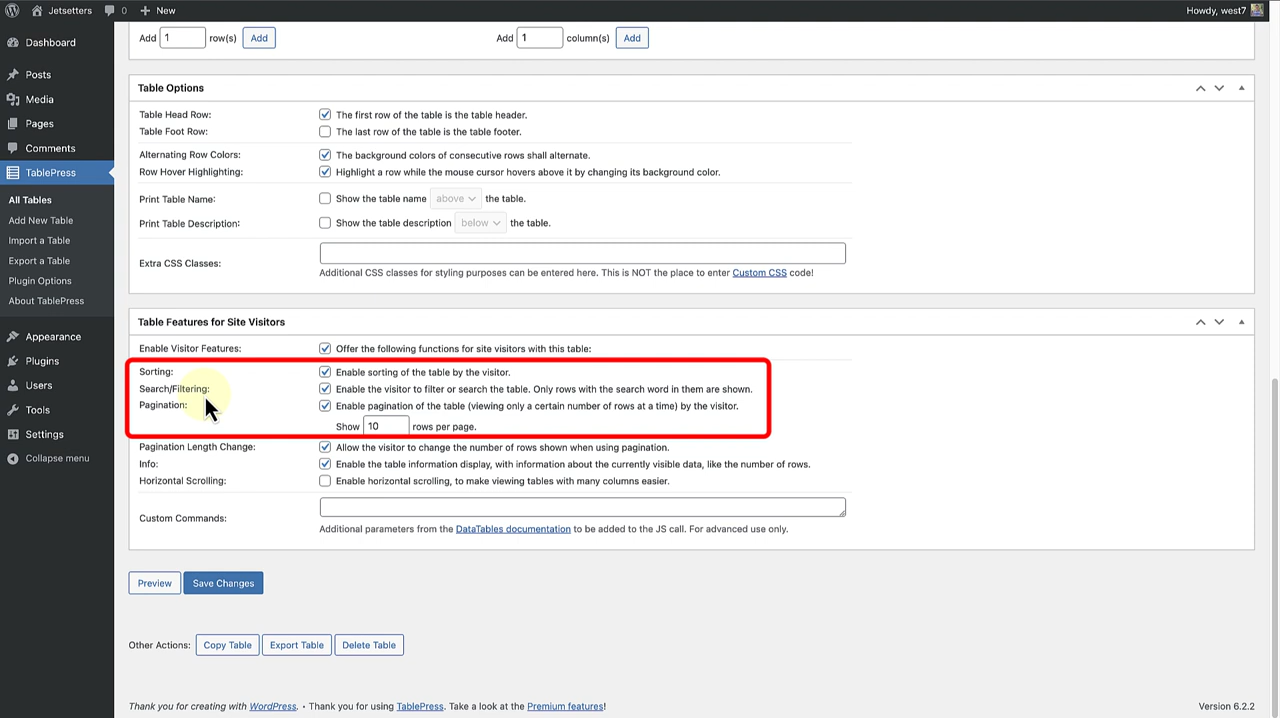 Jetsetters 0 New Howdy, west7
Dashboard
Posts
Media
Pages
Comments
TablePress
All Tables
Add New Table
Import a Table
Export a Table
Plugin Options
About TablePress
Appearance
Plugins
Users
Tools
Settings
Collapse menu
Add 1 row(s) Add Add 1 column(s) Add
Table Options
Table Head Row: The first row of the table is the table header.
Table Foot Row: The last row of the table is the table footer.
Alternating Row Colors: The background colors of consecutive rows shall alternate.
Row Hover Highlighting: Highlight a row while the mouse cursor hovers above it by changing its background color.
Print Table Name: Show the table name above the table.
Print Table Description: Show the table description below the table.
Extra CSS Classes:
Additional CSS classes for styling purposes can be entered here. This is NOT the place to enter Custom CSS code!
Table Features for Site Visitors
Enable Visitor Features: Offer the following functions for site visitors with this table:
Sorting: Enable sorting of the table by the visitor.
Search/Filtering: Enable the visitor to filter or search the table. Only rows with the search word in them are shown.
Pagination: Enable pagination of the table (viewing only a certain number of rows at a time) by the visitor.
Show 10 rows per page.
Pagination Length Change: Allow the visitor to change the number of rows shown when using pagination.
Info: Enable the table information display, with information about the currently visible data, like the number of rows.
Horizontal Scrolling: Enable horizontal scrolling, to make viewing tables with many columns easier.
Custom Commands:
Additional parameters from the DataTables documentation to be added to the JS call. For advanced use only.
Preview Save Changes
Other Actions: Copy Table Export Table Delete Table
Thank you for creating with WordPress. • Thank you for using TablePress. Take a look at the Premium features! Version 6.2.2